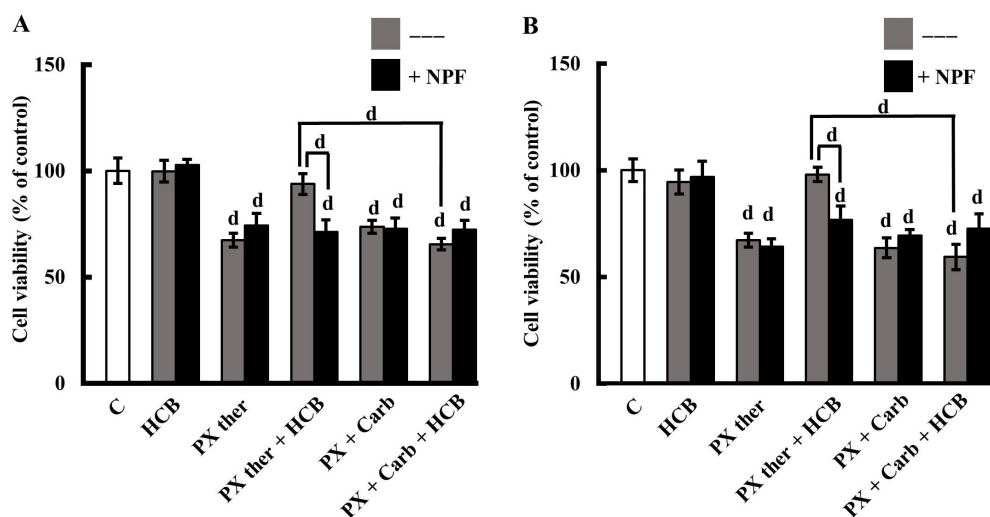 A
–––
+ NPF
Cell viability (% of control)
150
100
50
0
d
d
d
d
d
d
d
d
d
C
HCB
PX ther
PX ther + HCB
PX + Carb
PX + Carb + HCB
B
–––
+ NPF
Cell viability (% of control)
150
100
50
0
d
d
d
d
d
d
d
d
d
C
HCB
PX ther
PX ther + HCB
PX + Carb
PX + Carb + HCB